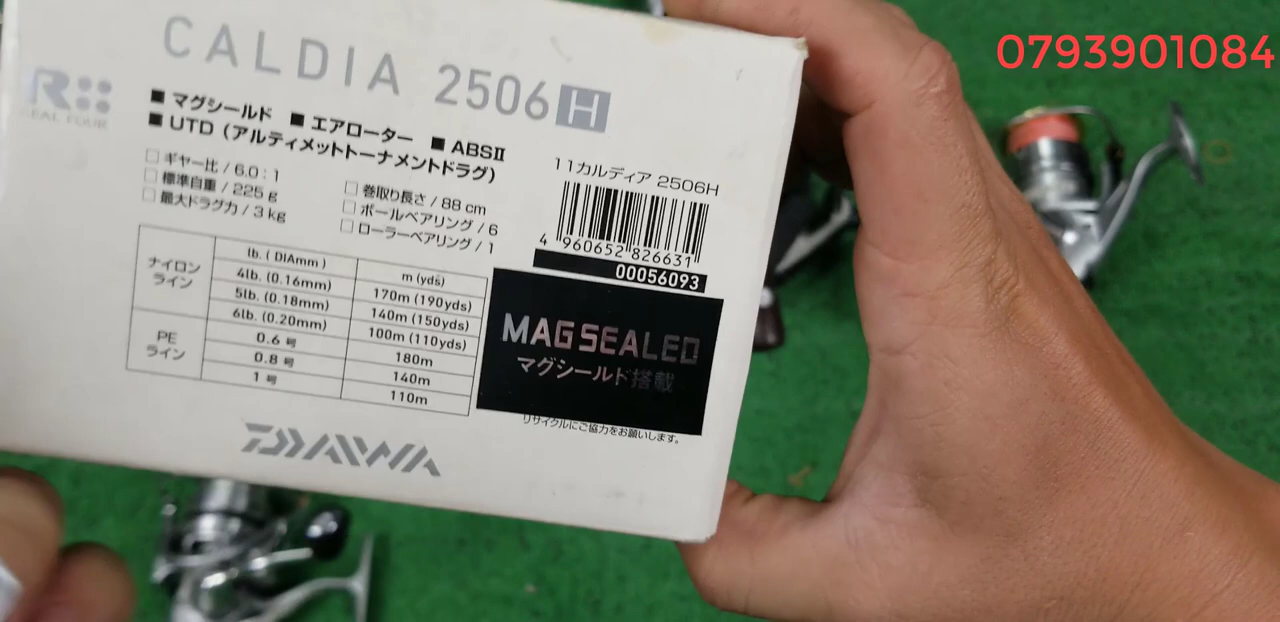 0793901084
CALDIA 2506H
R
REAL FOUR
■ マグシールド ■ エアローター ■ ABSⅡ
■ UTD (アルティメットトーナメントドラグ)
□ ギヤー比 / 6.0 : 1
□ 標準自重 / 225 g
□ 最大ドラグ力 / 3 kg
□ 巻取り長さ / 88 cm
□ ボールベアリング / 6
□ ローラーベアリング / 1
11カルディア 2506H
4 960652 826631
00056093
lb. ( DIAmm ) m (yds)
ナイロンライン
4lb. (0.16mm) 170m (190yds)
5lb. (0.18mm) 140m (150yds)
6lb. (0.20mm) 100m (110yds)
PEライン
0.6 号 180m
0.8 号 140m
1 号 110m
MAGSEALED
マグシールド搭載
リサイクルにご協力をお願いします。
DAIWA